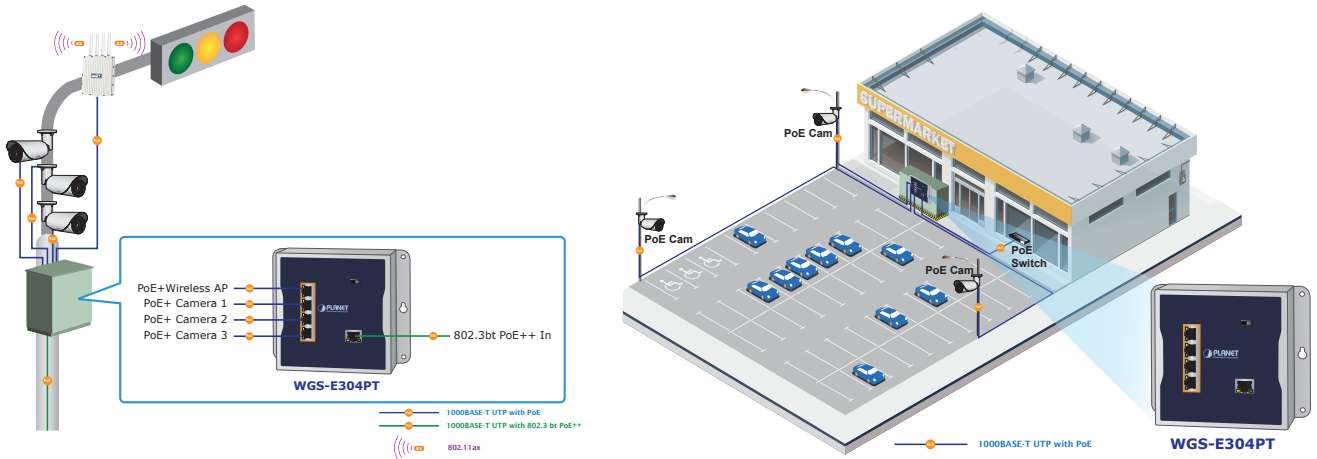 PoE+Wireless AP
PoE+ Camera 1
PoE+ Camera 2
PoE+ Camera 3
PLANET
802.3bt PoE++ In
WGS-E304PT
1000BASE-T UTP with PoE
1000BASE-T UTP with 802.3 bt PoE++
802.11ax
SUPERMARKET
PoE Cam
PoE Cam
PoE Cam
PoE
Switch
PLANET
WGS-E304PT
1000BASE-T UTP with PoE